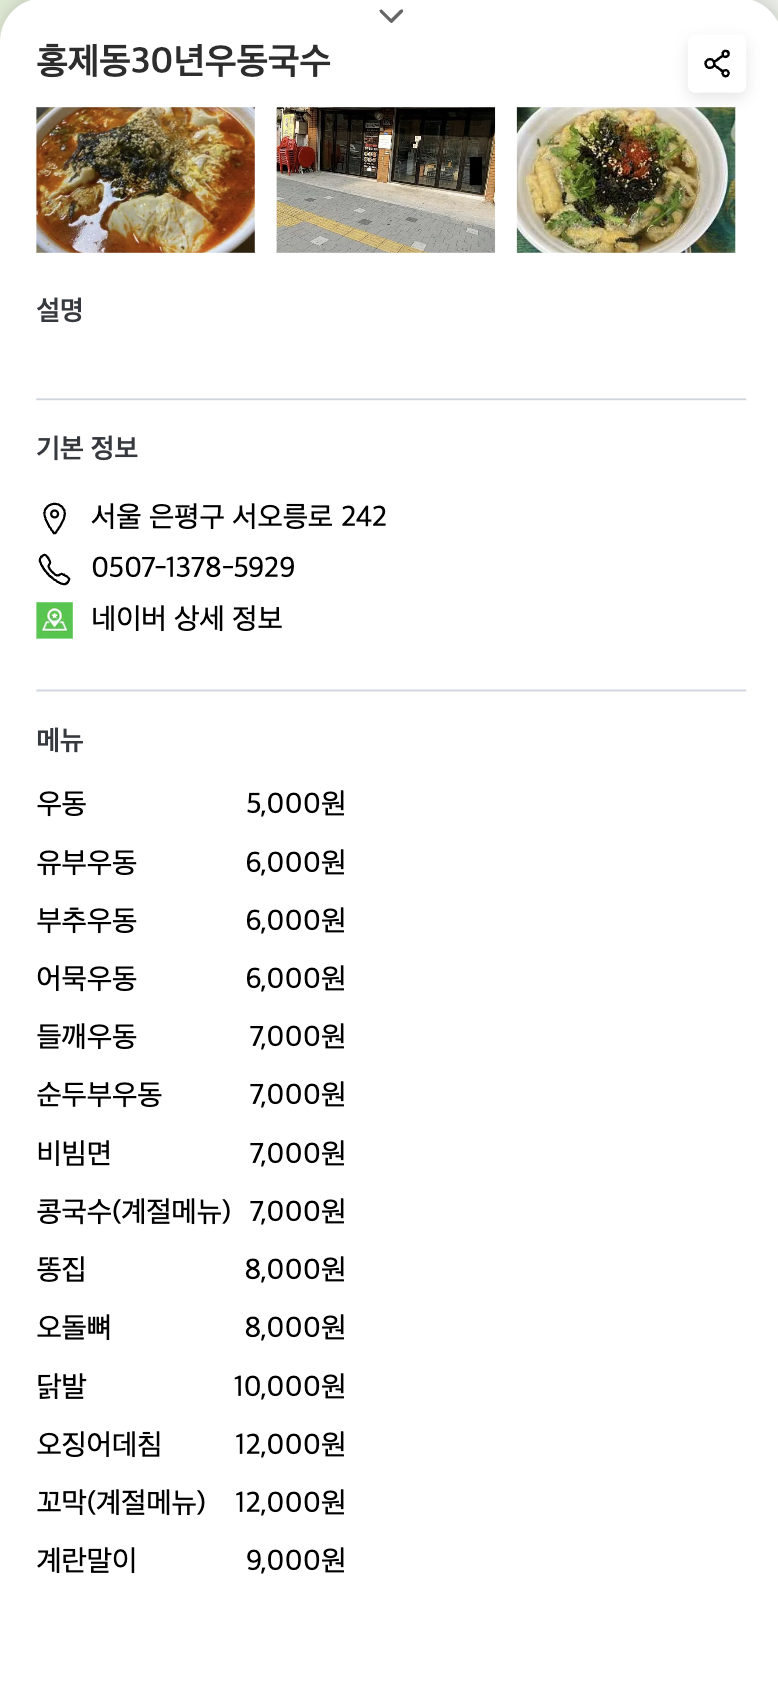 홍제동30년우동국수
설명
기본 정보
서울 은평구 서오릉로 242
0507-1378-5929
네이버 상세 정보
메뉴
우동 5,000원
유부우동 6,000원
부추우동 6,000원
어묵우동 6,000원
들깨우동 7,000원
순두부우동 7,000원
비빔면 7,000원
콩국수(계절메뉴) 7,000원
똥집 8,000원
오돌뼈 8,000원
닭발 10,000원
오징어데침 12,000원
꼬막(계절메뉴) 12,000원
계란말이 9,000원